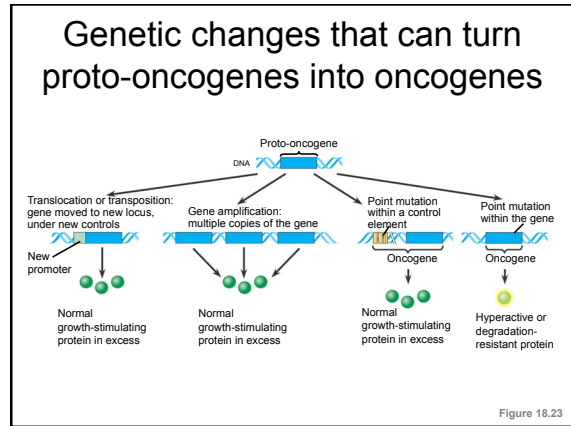 Genetic changes that can turn
proto-oncogenes into oncogenes
Proto-oncogene
DNA
Translocation or transposition:
gene moved to new locus,
under new controls
Gene amplification:
multiple copies of the gene
Point mutation
within a control
element
Point mutation
within the gene
New
promoter
Oncogene
Oncogene
Normal
growth-stimulating
protein in excess
Normal
growth-stimulating
protein in excess
Normal
growth-stimulating
protein in excess
Hyperactive or
degradation-
resistant protein
Figure 18.23